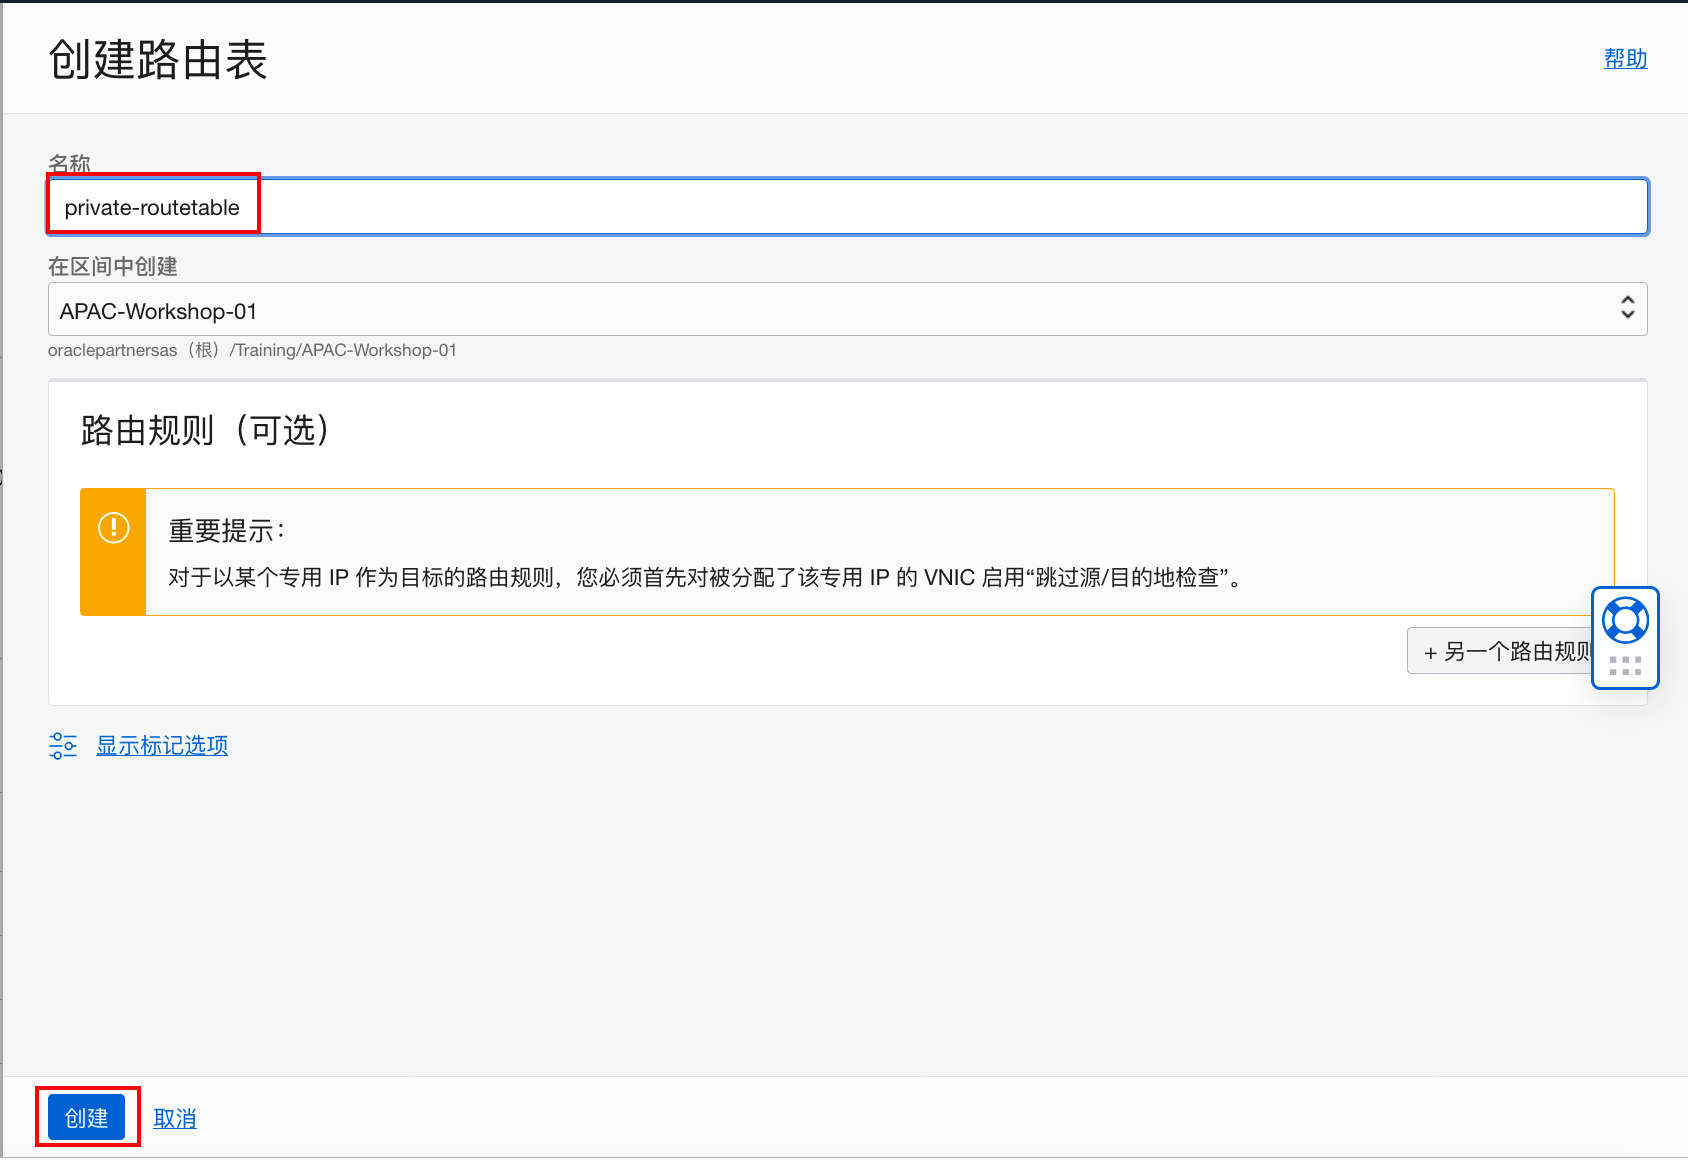 创建路由表
帮助
名称
private-routetable
在区间中创建
APAC-Workshop-01
oraclepartnersas（根）/Training/APAC-Workshop-01
路由规则（可选）
重要提示：
对于以某个专用 IP 作为目标的路由规则，您必须首先对被分配了该专用 IP 的 VNIC 启用“跳过源/目的地检查”。
+ 另一个路由规则
显示标记选项
创建
取消